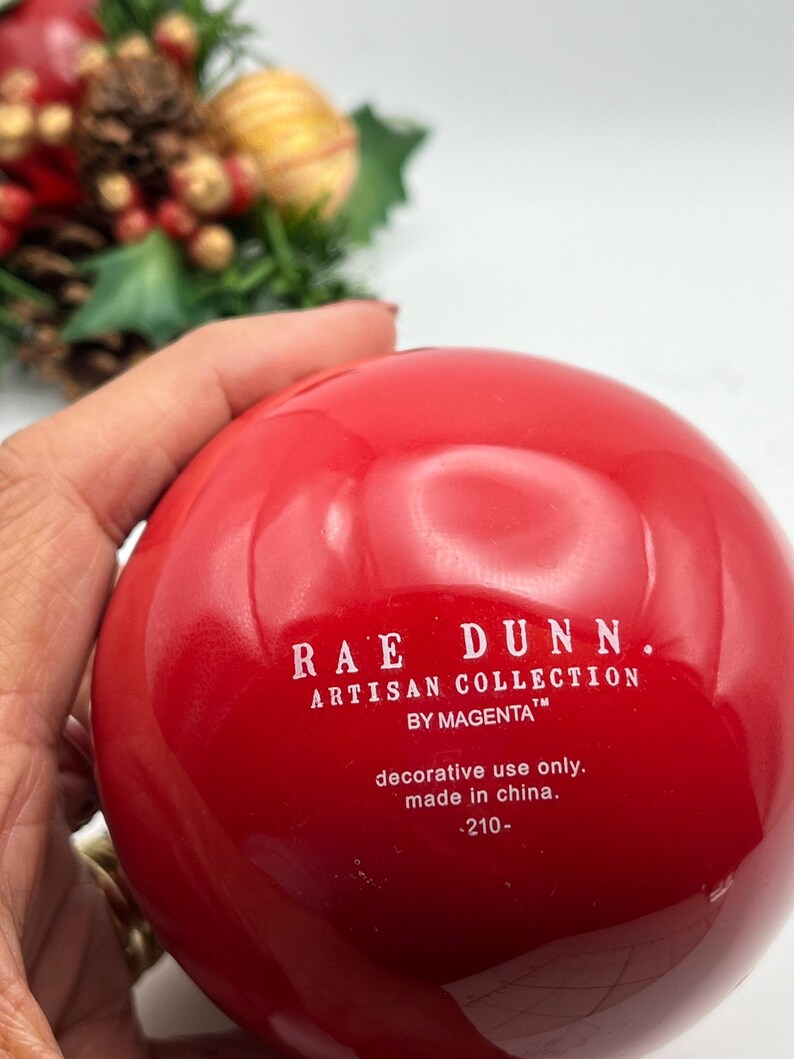 RAE DUNN.
ARTISAN COLLECTION
BY MAGENTA™
decorative use only.
made in china.
-210-